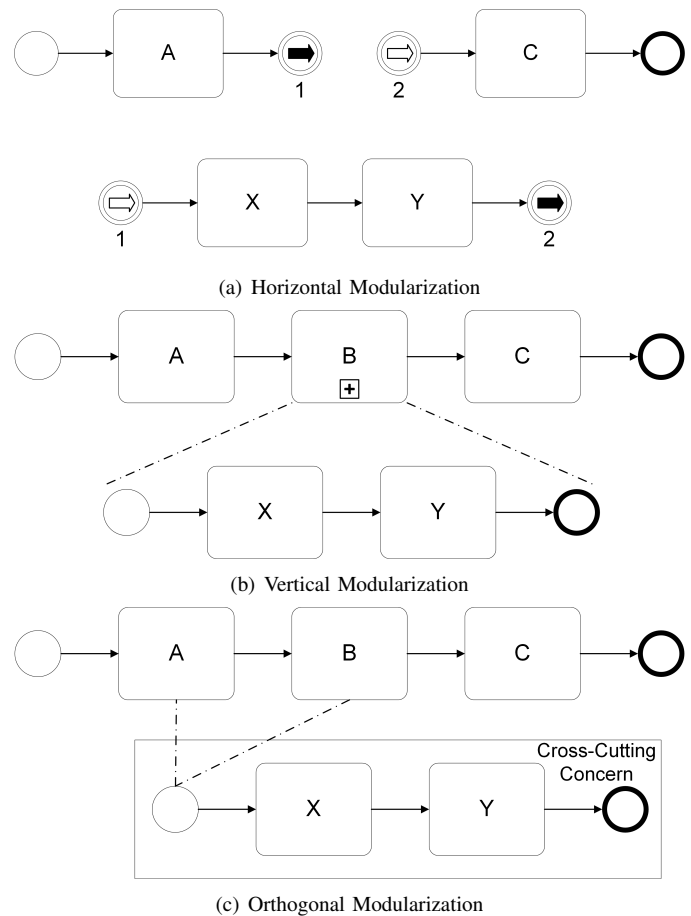 A
C
1
2
X
Y
1
2
(a) Horizontal Modularization
A
B
C
+
X
Y
(b) Vertical Modularization
A
B
C
Cross-Cutting
Concern
X
Y
(c) Orthogonal Modularization